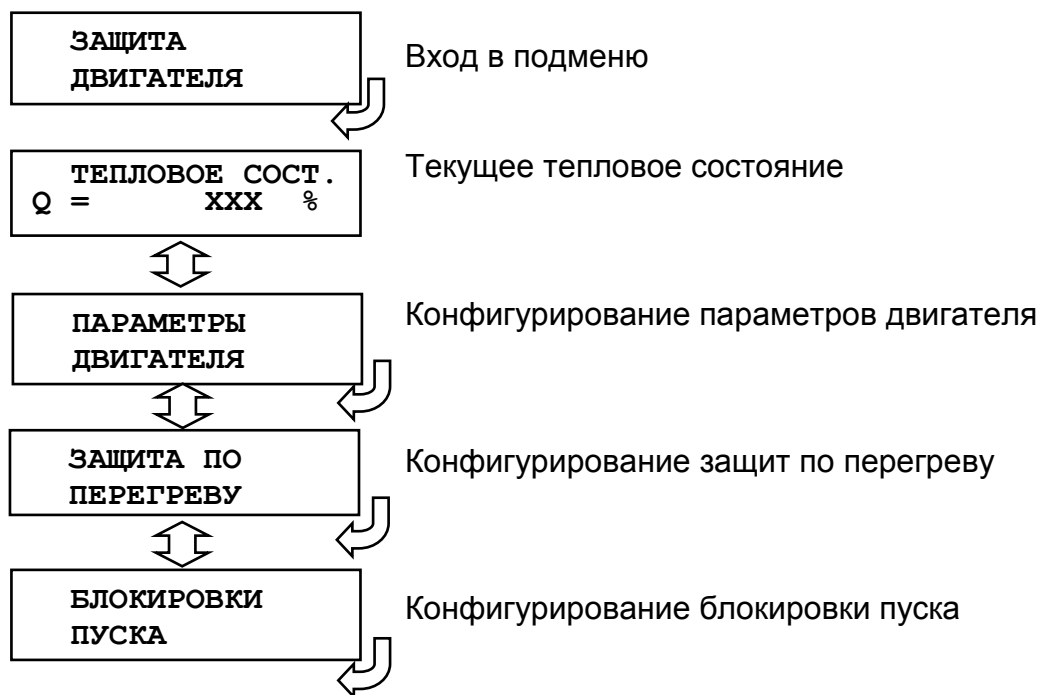 ЗАЩИТА
ДВИГАТЕЛЯ
Вход в подменю
ТЕПЛОВОЕ СОСТ.
Q = XXX %
Текущее тепловое состояние
ПАРАМЕТРЫ
ДВИГАТЕЛЯ
Конфигурирование параметров двигателя
ЗАЩИТА ПО
ПЕРЕГРЕВУ
Конфигурирование защит по перегреву
БЛОКИРОВКИ
ПУСКА
Конфигурирование блокировки пуска